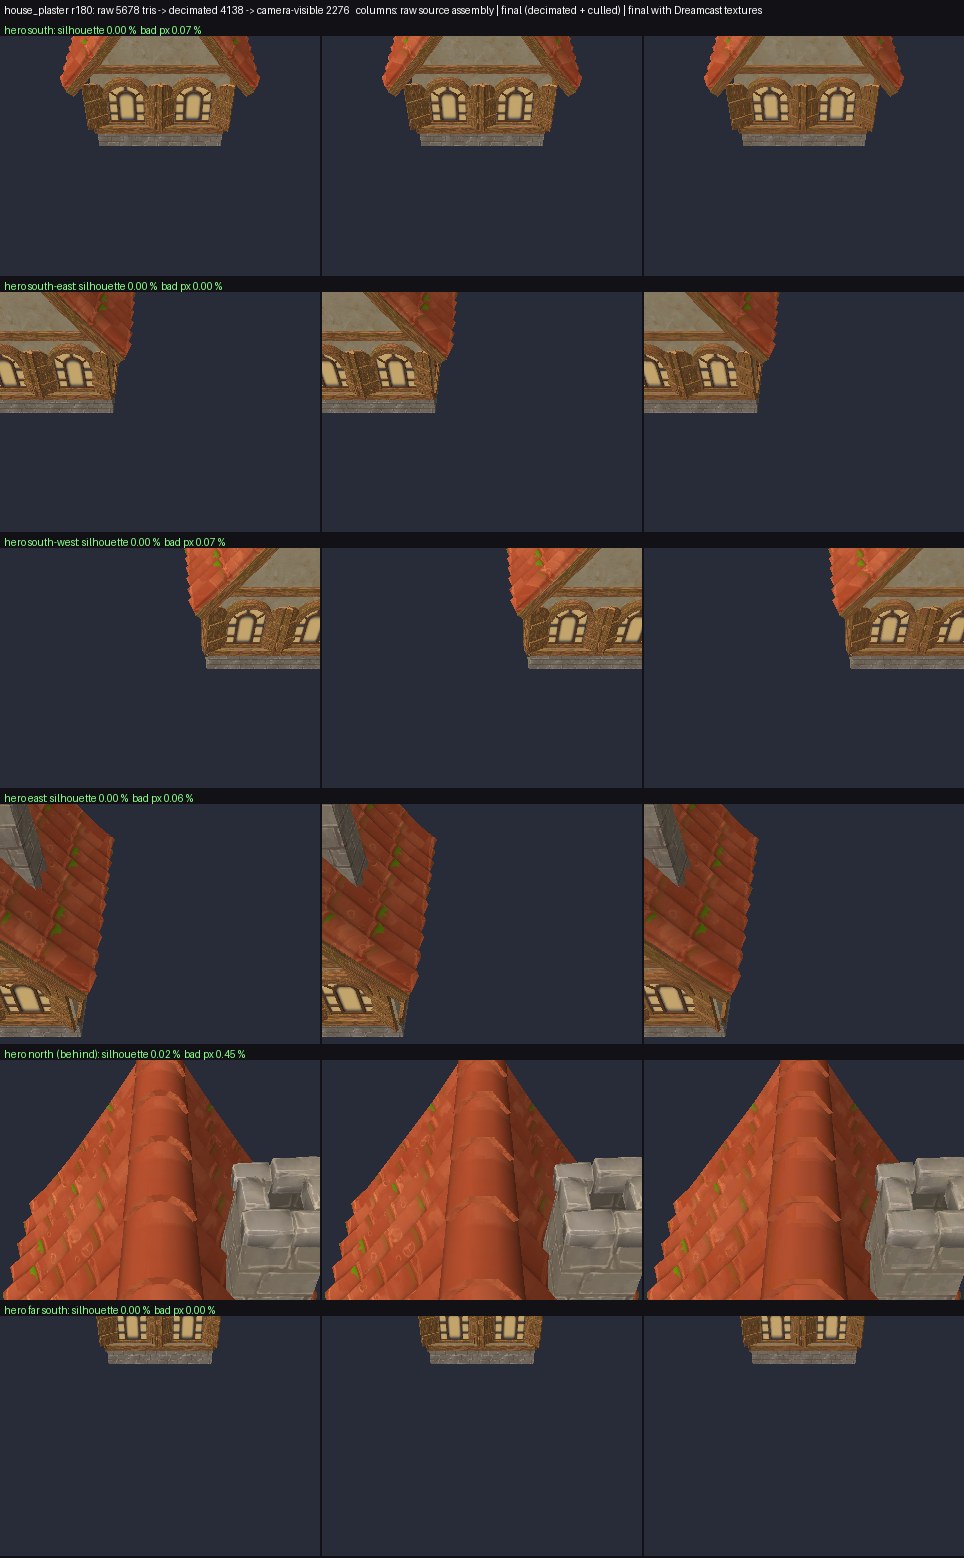 house_plaster r180: raw 5678 tris -> decimated 4138 -> camera-visible 2276   columns: raw source assembly | final (decimated + culled) | final with Dreamcast textures
hero south: silhouette 0.00 %  bad px 0.07 %
hero south-east: silhouette 0.00 %  bad px 0.00 %
hero south-west: silhouette 0.00 %  bad px 0.07 %
hero east: silhouette 0.00 %  bad px 0.06 %
hero north (behind): silhouette 0.02 %  bad px 0.45 %
hero far south: silhouette 0.00 %  bad px 0.00 %